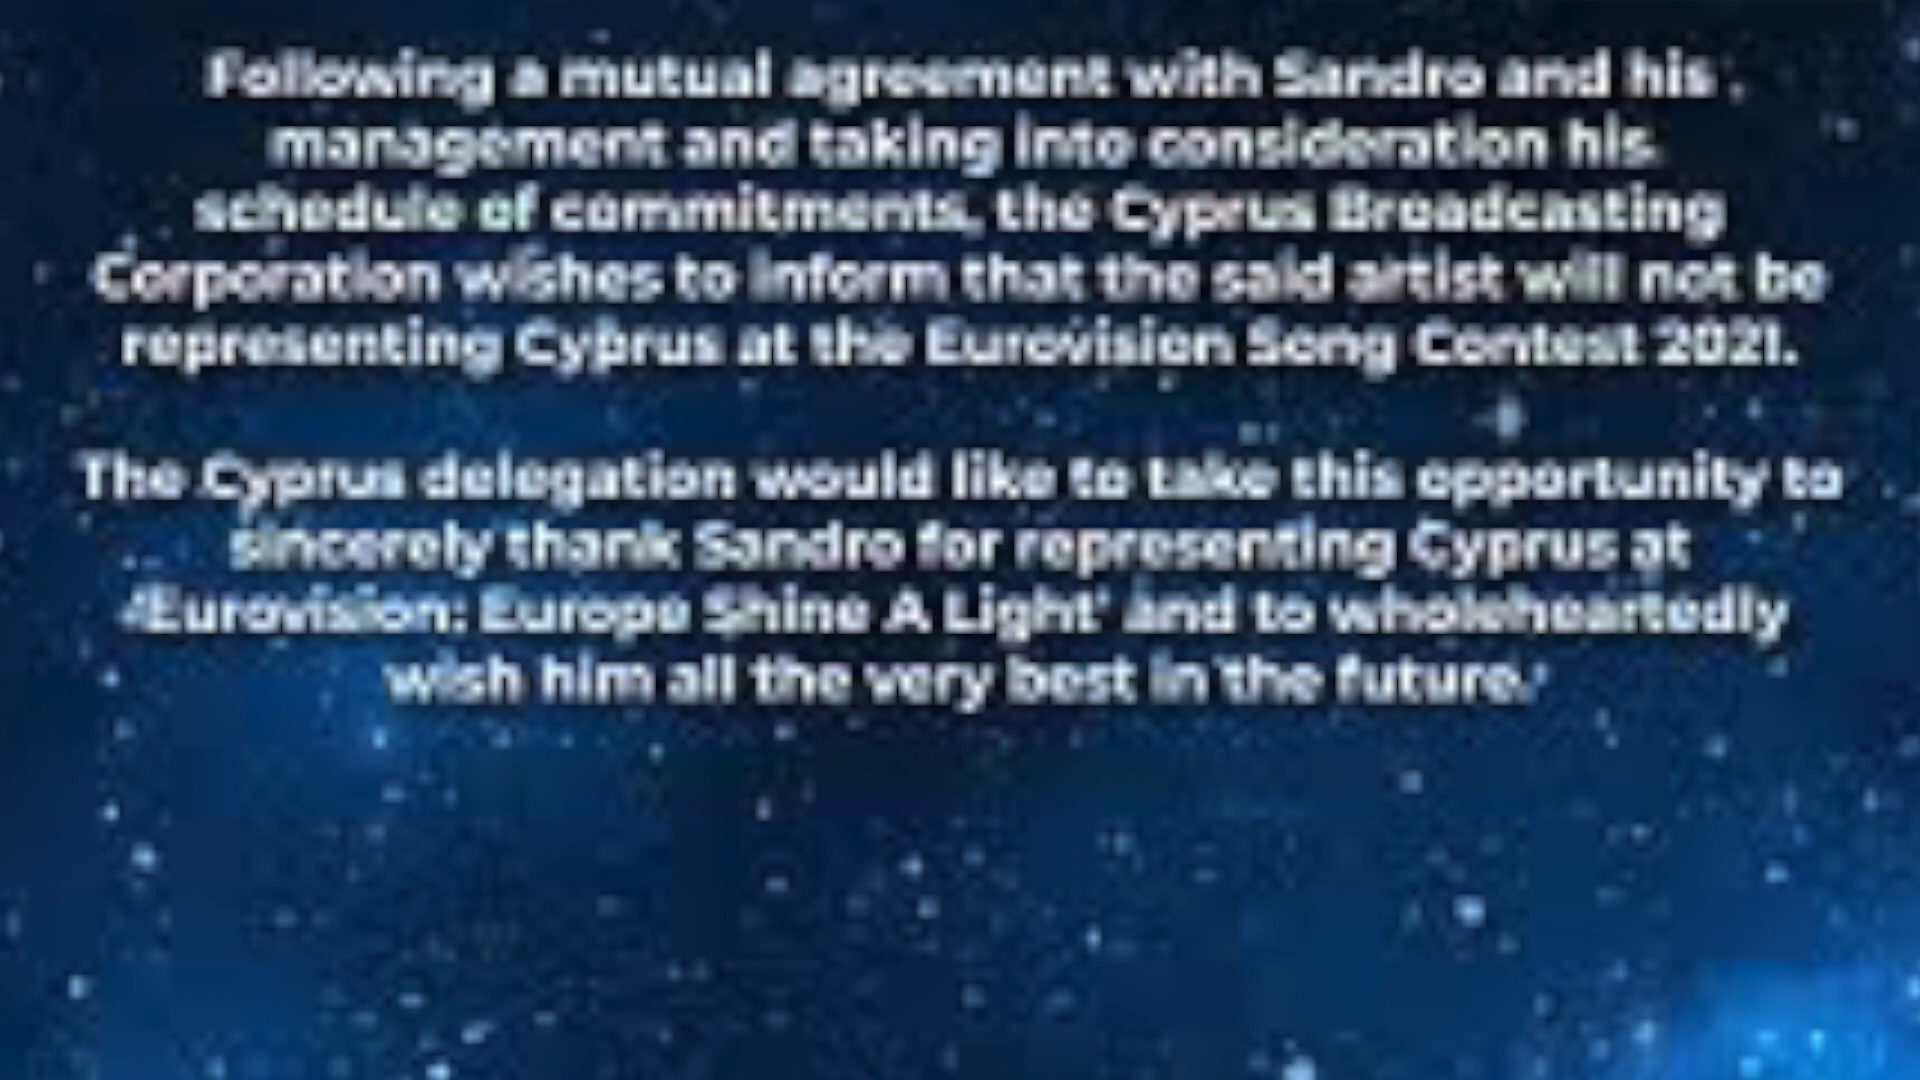 Following a mutual agreement with Sandro and his
management and taking into consideration his
schedule of commitments, the Cyprus Broadcasting
Corporation wishes to inform that the said artist will not be
representing Cyprus at the Eurovision Song Contest 2021.
The Cyprus delegation would like to take this opportunity to
sincerely thank Sandro for representing Cyprus at
'Eurovision: Europe Shine A Light' and to wholeheartedly
wish him all the very best in the future.